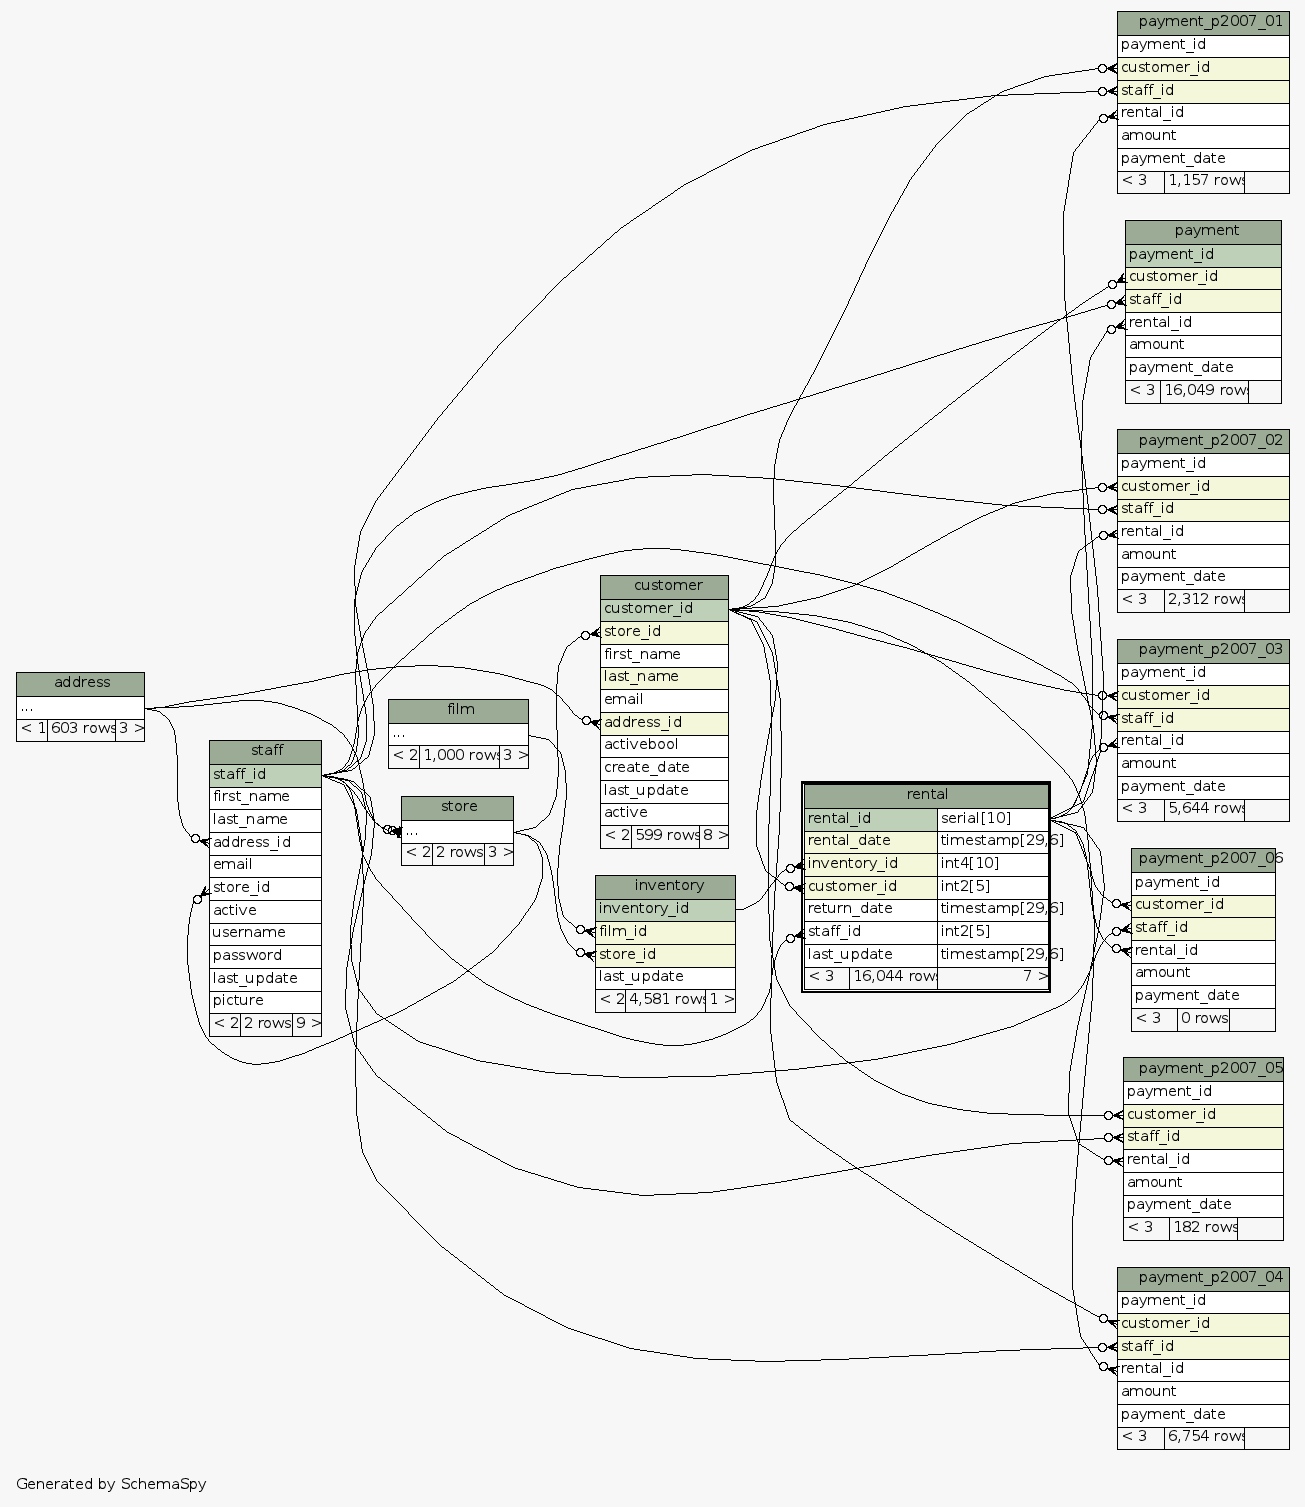 payment_p2007_01
payment_id
customer_id
staff_id
rental_id
amount
payment_date
< 3 1,157 rows
payment
payment_id
customer_id
staff_id
rental_id
amount
payment_date
< 3 16,049 rows
payment_p2007_02
payment_id
customer_id
staff_id
rental_id
amount
payment_date
< 3 2,312 rows
payment_p2007_03
payment_id
customer_id
staff_id
rental_id
amount
payment_date
< 3 5,644 rows
customer
customer_id
store_id
first_name
last_name
email
address_id
activebool
create_date
last_update
active
< 2 599 rows 8 >
address
...
< 1 603 rows 3 >
film
...
< 2 1,000 rows 3 >
staff
staff_id
first_name
last_name
address_id
email
store_id
active
username
password
last_update
picture
< 2 2 rows 9 >
store
...
< 2 2 rows 3 >
rental
rental_id serial[10]
rental_date timestamp[29,6]
inventory_id int4[10]
customer_id int2[5]
return_date timestamp[29,6]
staff_id int2[5]
last_update timestamp[29,6]
< 3 16,044 rows 7 >
inventory
inventory_id
film_id
store_id
last_update
< 2 4,581 rows 1 >
payment_p2007_06
payment_id
customer_id
staff_id
rental_id
amount
payment_date
< 3 0 rows
payment_p2007_05
payment_id
customer_id
staff_id
rental_id
amount
payment_date
< 3 182 rows
payment_p2007_04
payment_id
customer_id
staff_id
rental_id
amount
payment_date
< 3 6,754 rows
Generated by SchemaSpy